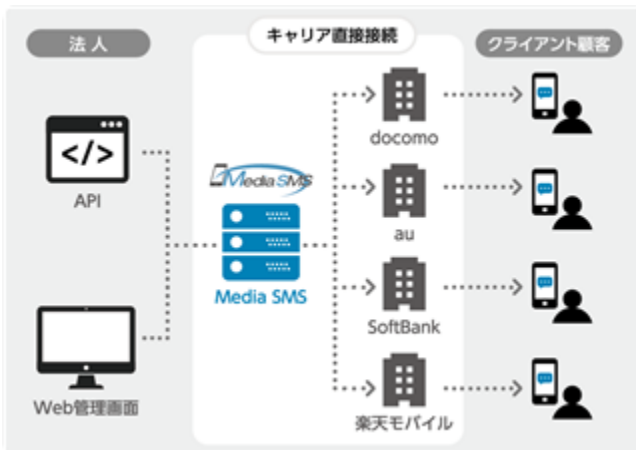 法人
キャリア直接接続
クライアント顧客
</>
API
Web管理画面
Media SMS
Media SMS
docomo
au
SoftBank
楽天モバイル